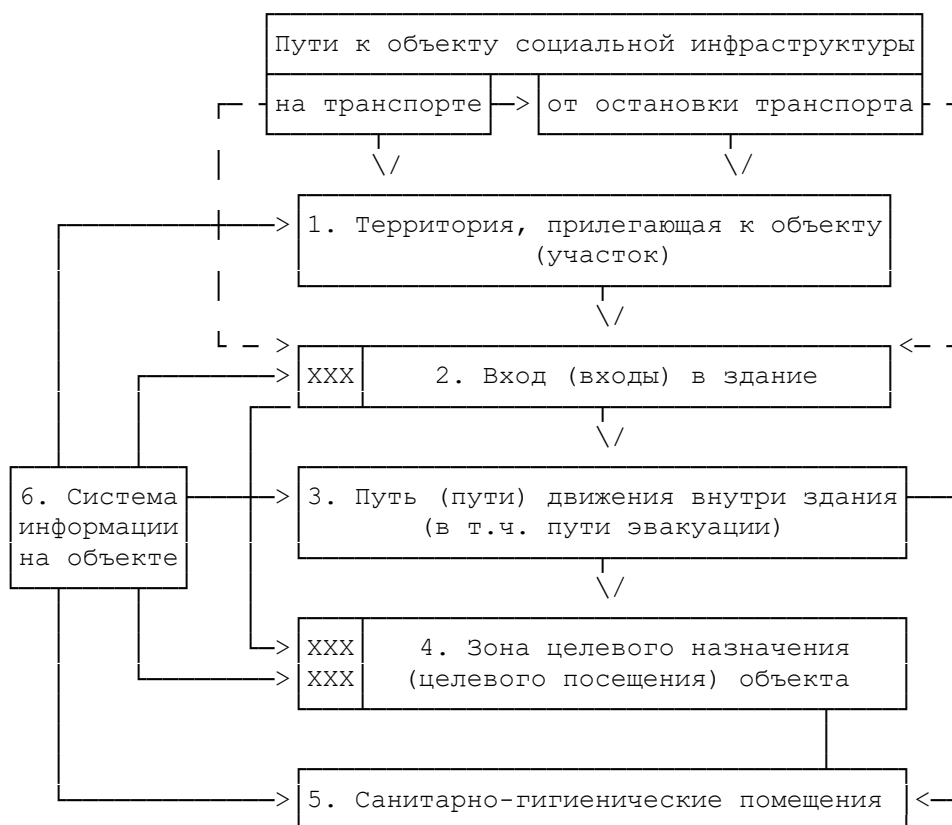 Пути к объекту социальной инфраструктуры
на транспорте
от остановки транспорта
1. Территория, прилегающая к объекту
(участок)
XXX
2. Вход (входы) в здание
6. Система
информации
на объекте
3. Путь (пути) движения внутри здания
(в т.ч. пути эвакуации)
XXX
XXX
4. Зона целевого назначения
(целевого посещения) объекта
5. Санитарно-гигиенические помещения